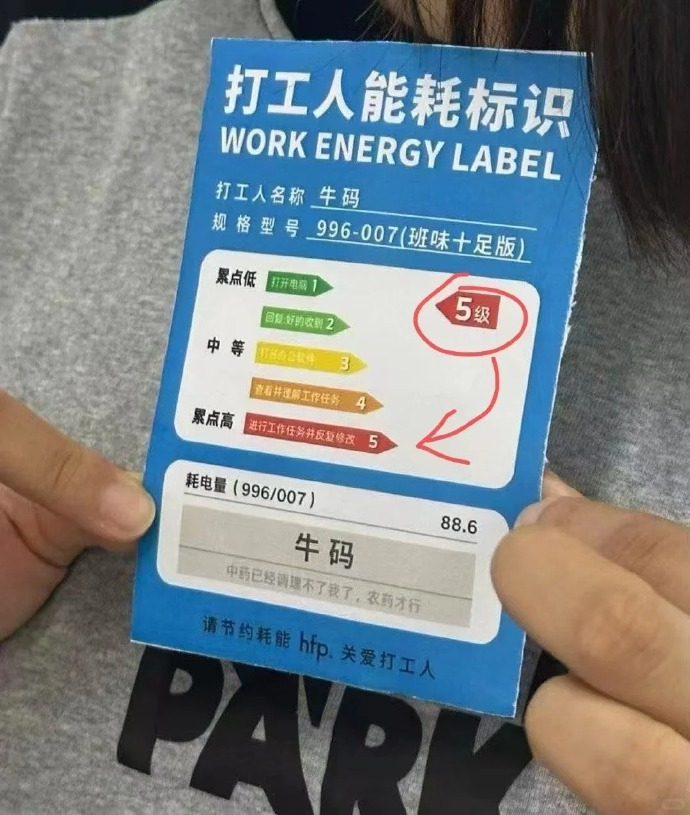 打工人能耗标识
WORK ENERGY LABEL
打工人名称 牛码
规格型号 996-007(班味十足版)
累点低 打开电脑 1
回复:好的收到 2
中等 打开办公软件 3
查看并理解工作任务 4
累点高 进行工作任务并反复修改 5
5级
耗电量(996/007) 88.6
牛码
中药已经调理不了我了，农药才行
请节约耗能 hfp. 关爱打工人
PARK